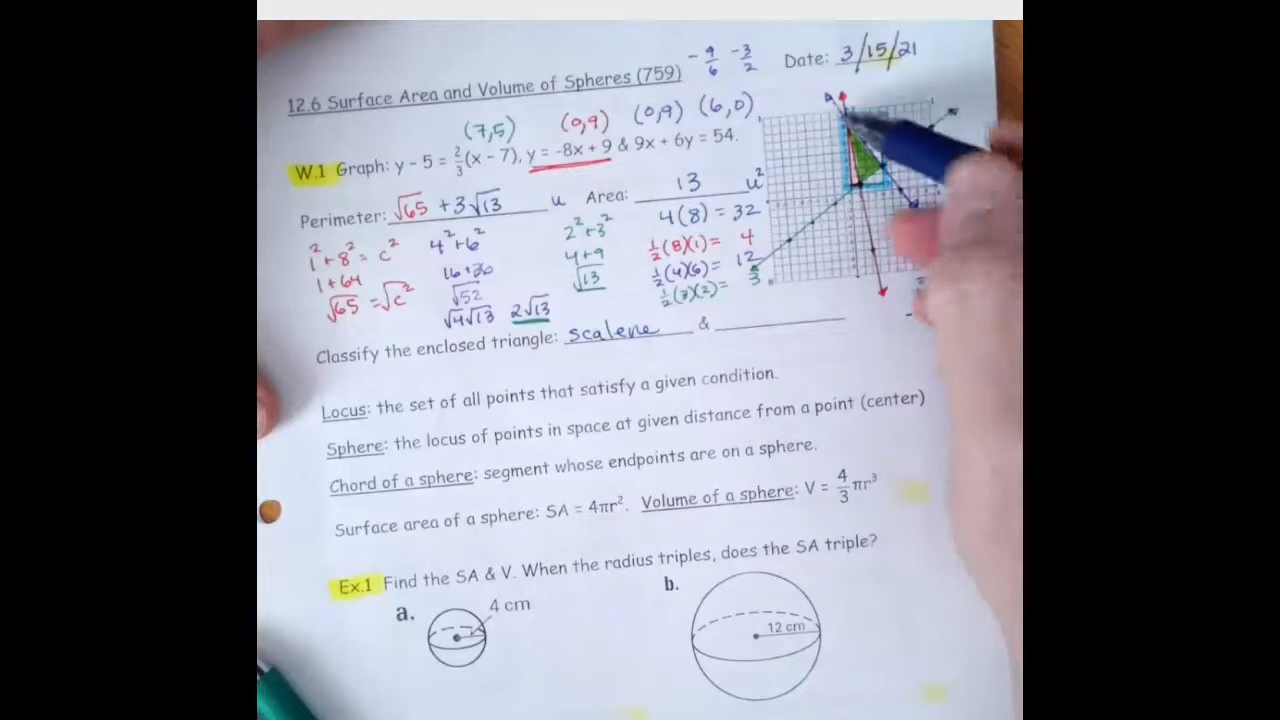 12.6 Surface Area and Volume of Spheres (759) -9/6 -3/2 Date: 3/15/21
(7,5) (0,9) (0,9) (6,0)
W.1 Graph: y - 5 = 2/3(x - 7), y = -8x + 9 & 9x + 6y = 54.
Perimeter: √65 + 3√13 u Area: 13 u²
1² + 8² = c² 4² + 6² 2² + 3² 4(8) = 32
1 + 64 16 + 36 4 + 9 ½(8)(1) = 4
√65 = √c² √52 √13 ½(4)(6) = 12
√4√13 2√13 ½(3)(2) = 3
Classify the enclosed triangle: scalene &
Locus: the set of all points that satisfy a given condition.
Sphere: the locus of points in space at given distance from a point (center)
Chord of a sphere: segment whose endpoints are on a sphere.
Surface area of a sphere: SA = 4πr². Volume of a sphere: V = 4/3 πr³
Ex.1 Find the SA & V. When the radius triples, does the SA triple?
a. 4 cm b. 12 cm